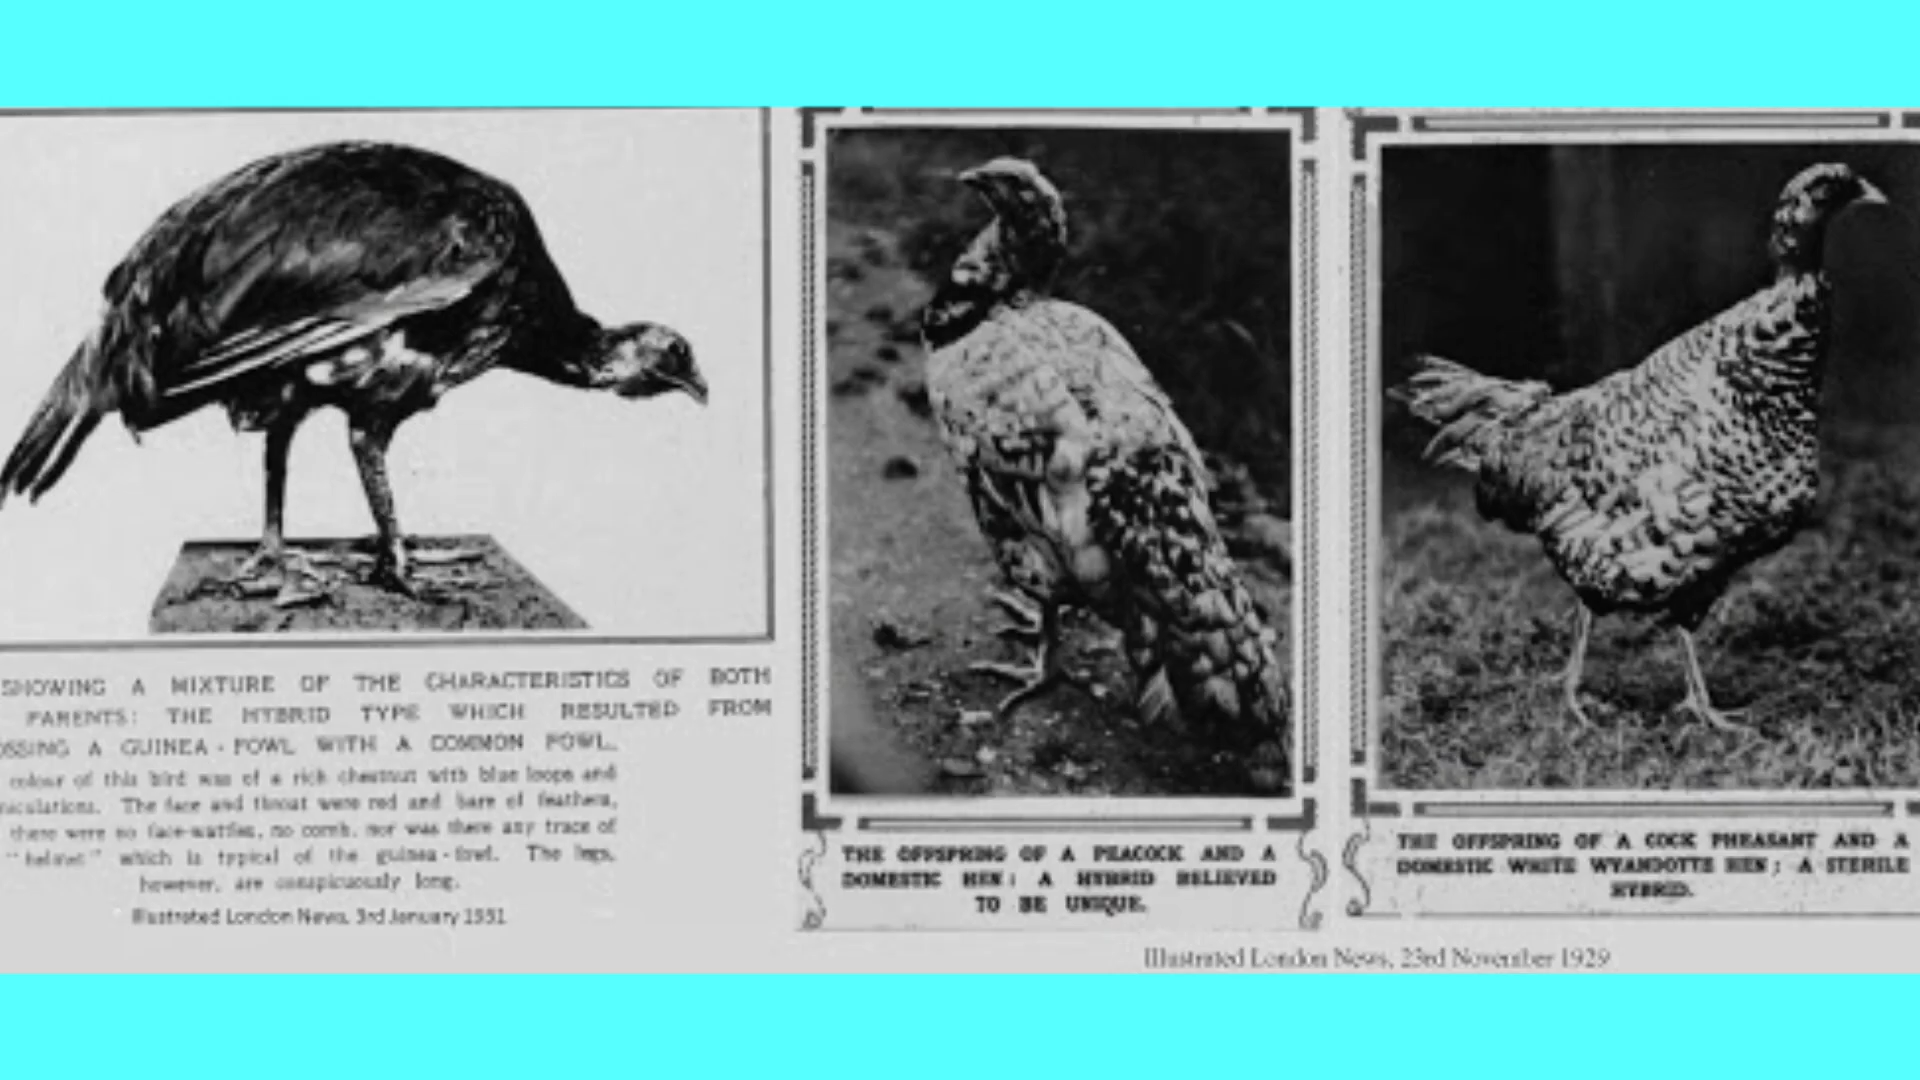 SHOWING A MIXTURE OF THE CHARACTERISTICS OF BOTH
PARENTS: THE HYBRID TYPE WHICH RESULTED FROM
OSSING A GUINEA-FOWL WITH A COMMON FOWL.
colour of this bird was of a rich chestnut with blue loops and
niculations. The face and throat were red and bare of feathers,
there were no face-wattles, no comb, nor was there any trace of
"helmet" which is typical of the guinea-fowl. The legs,
however, are conspicuously long.
Illustrated London News, 3rd January 1931
THE OFFSPRING OF A PEACOCK AND A
DOMESTIC HEN: A HYBRID BELIEVED
TO BE UNIQUE.
THE OFFSPRING OF A COCK PHEASANT AND A
DOMESTIC WHITE WYANDOTTE HEN; A STERILE
HYBRID.
Illustrated London News, 23rd November 1929